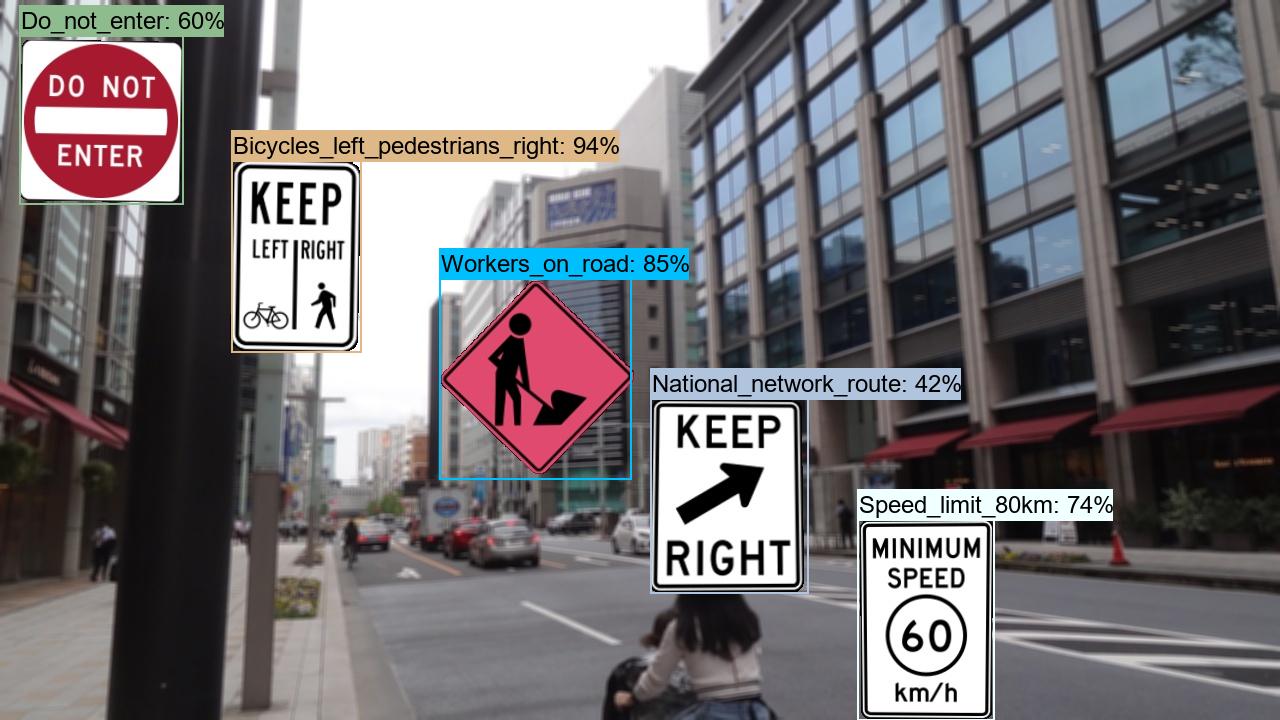 Do_not_enter: 60%
DO NOT
ENTER
Bicycles_left_pedestrians_right: 94%
KEEP
LEFT RIGHT
Workers_on_road: 85%
National_network_route: 42%
KEEP
RIGHT
Speed_limit_80km: 74%
MINIMUM
SPEED
60
km/h